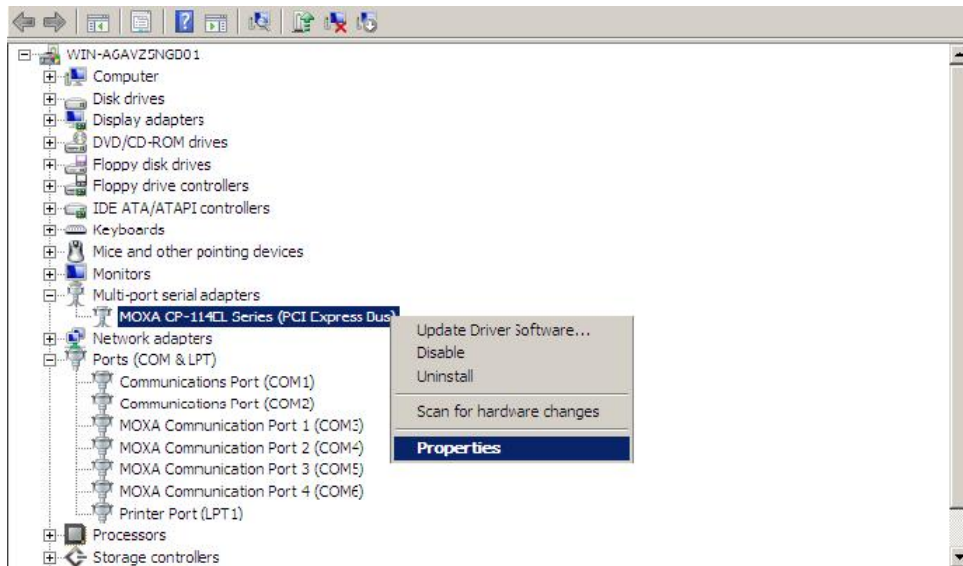 WIN-AGAVZ5NGD01
Computer
Disk drives
Display adapters
DVD/CD-ROM drives
Floppy disk drives
Floppy drive controllers
IDE ATA/ATAPI controllers
Keyboards
Mice and other pointing devices
Monitors
Multi-port serial adapters
MOXA CP-114EL Series (PCI Express Bus)
Network adapters
Ports (COM & LPT)
Communications Port (COM1)
Communications Port (COM2)
MOXA Communication Port 1 (COM3)
MOXA Communication Port 2 (COM4)
MOXA Communication Port 3 (COM5)
MOXA Communication Port 4 (COM6)
Printer Port (LPT1)
Processors
Storage controllers
Update Driver Software...
Disable
Uninstall
Scan for hardware changes
Properties